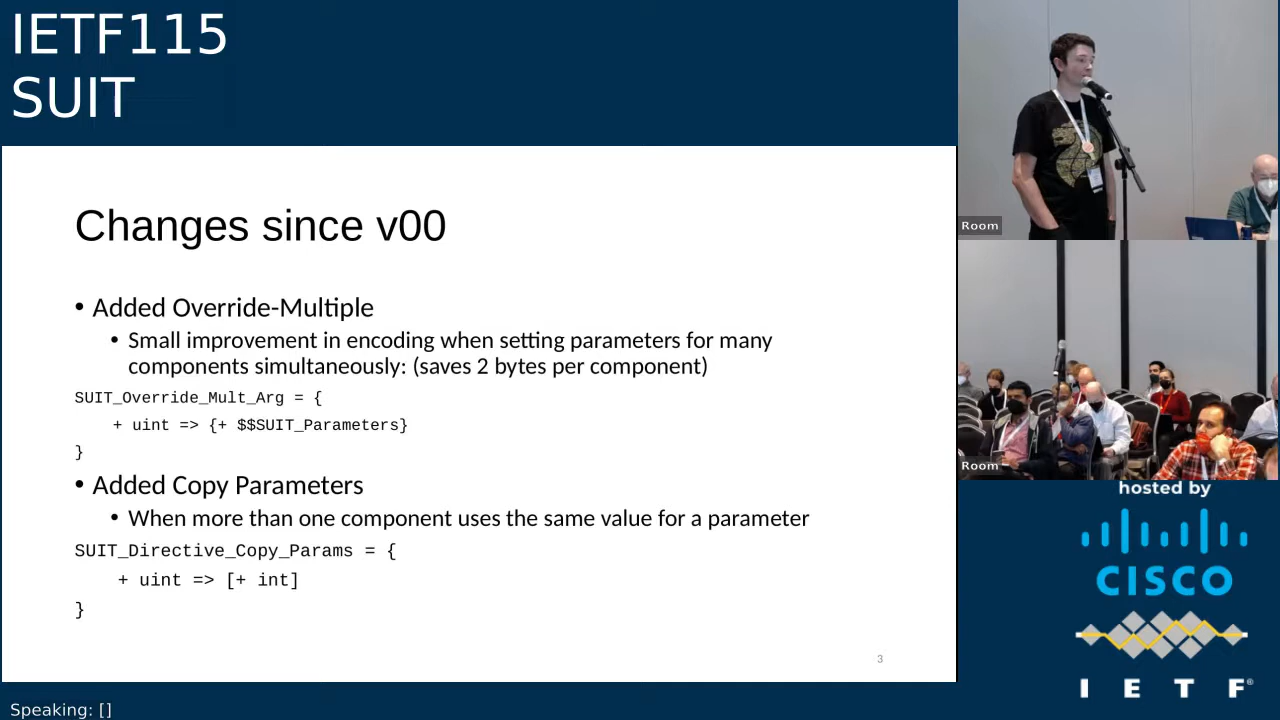 IETF115
SUIT
Changes since v00
• Added Override-Multiple
• Small improvement in encoding when setting parameters for many
components simultaneously: (saves 2 bytes per component)
SUIT_Override_Mult_Arg = {
+ uint => {+ $$SUIT_Parameters}
}
• Added Copy Parameters
• When more than one component uses the same value for a parameter
SUIT_Directive_Copy_Params = {
+ uint => [+ int]
}
3
Speaking: []
Room
Room
hosted by
CISCO
I E T F®